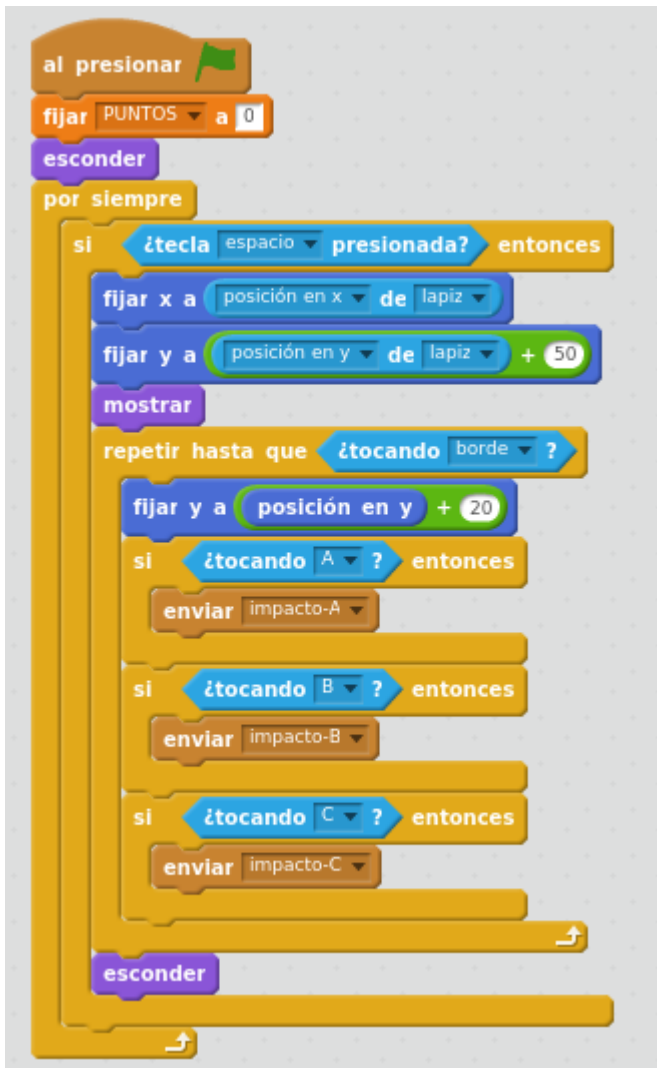 al presionar
fijar PUNTOS a 0
esconder
por siempre
si ¿tecla espacio presionada? entonces
fijar x a posición en x de lapiz
fijar y a posición en y de lapiz + 50
mostrar
repetir hasta que ¿tocando borde ?
fijar y a posición en y + 20
si ¿tocando A ? entonces
enviar impacto-A
si ¿tocando B ? entonces
enviar impacto-B
si ¿tocando C ? entonces
enviar impacto-C
esconder